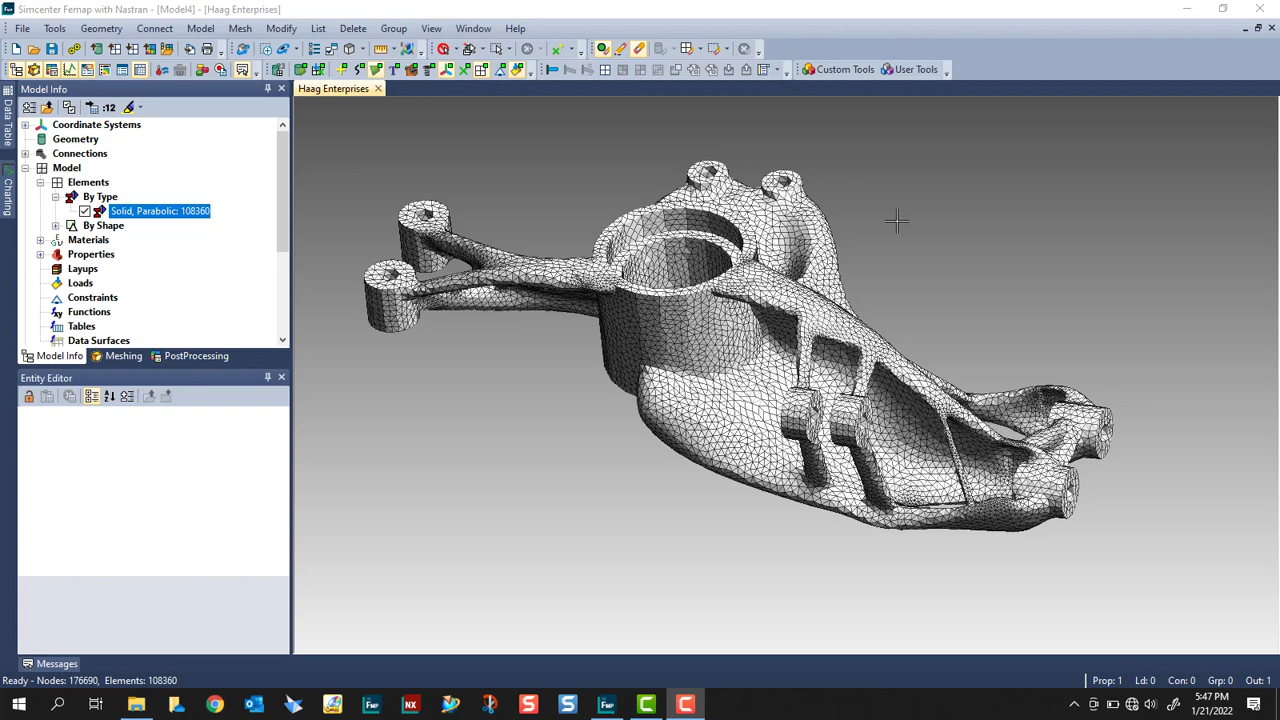 Simcenter Femap with Nastran - [Model4] - [Haag Enterprises]
File Tools Geometry Connect Model Mesh Modify List Delete Group View Window Help
Custom Tools User Tools
Model Info
Haag Enterprises
:12
Data Table
Charting
Coordinate Systems
Geometry
Connections
Model
Elements
By Type
Solid, Parabolic: 108360
By Shape
Materials
Properties
Layups
Loads
Constraints
Functions
Tables
Data Surfaces
Model Info Meshing PostProcessing
Entity Editor
Messages
Ready - Nodes: 176690, Elements: 108360 Prop: 1 Ld: 0 Con: 0 Grp: 0 Out: 1
5:47 PM
1/21/2022